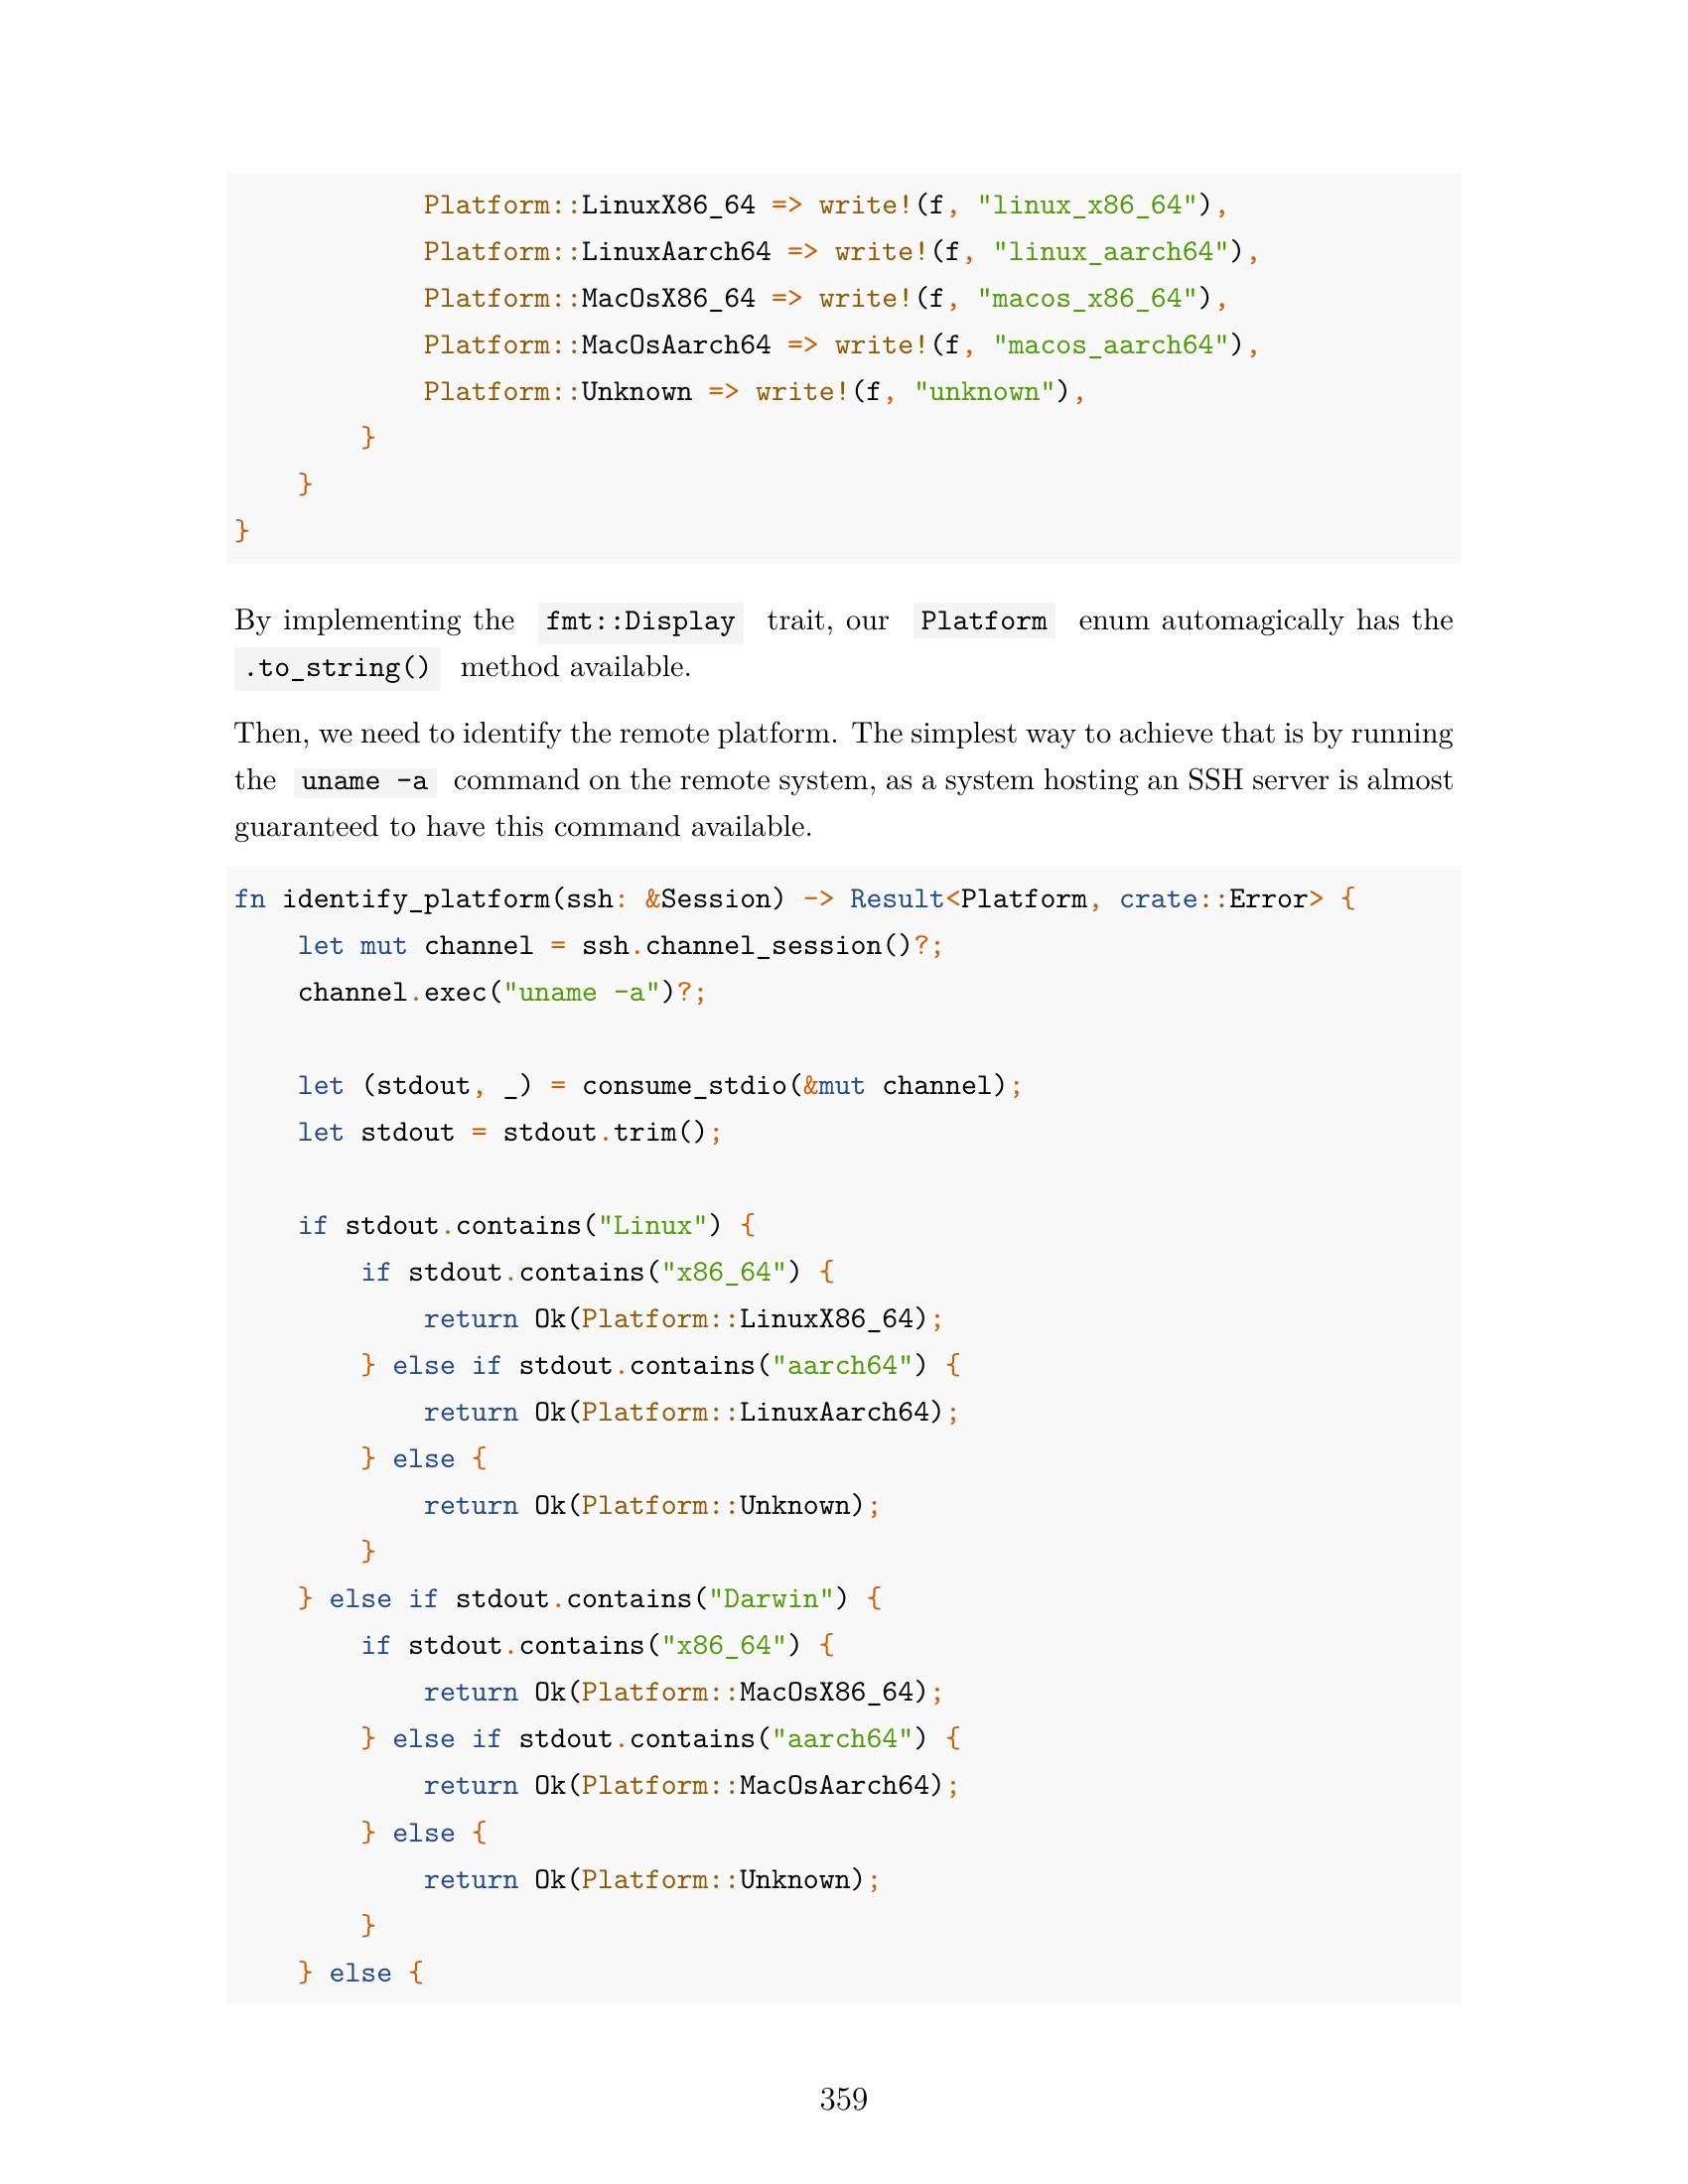 Platform::LinuxX86_64 => write!(f, "linux_x86_64"),
            Platform::LinuxAarch64 => write!(f, "linux_aarch64"),
            Platform::MacOsX86_64 => write!(f, "macos_x86_64"),
            Platform::MacOsAarch64 => write!(f, "macos_aarch64"),
            Platform::Unknown => write!(f, "unknown"),
        }
    }
}
By implementing the fmt::Display trait, our Platform enum automagically has the
.to_string() method available.
Then, we need to identify the remote platform. The simplest way to achieve that is by running
the uname -a command on the remote system, as a system hosting an SSH server is almost
guaranteed to have this command available.
fn identify_platform(ssh: &Session) -> Result<Platform, crate::Error> {
    let mut channel = ssh.channel_session()?;
    channel.exec("uname -a")?;

    let (stdout, _) = consume_stdio(&mut channel);
    let stdout = stdout.trim();

    if stdout.contains("Linux") {
        if stdout.contains("x86_64") {
            return Ok(Platform::LinuxX86_64);
        } else if stdout.contains("aarch64") {
            return Ok(Platform::LinuxAarch64);
        } else {
            return Ok(Platform::Unknown);
        }
    } else if stdout.contains("Darwin") {
        if stdout.contains("x86_64") {
            return Ok(Platform::MacOsX86_64);
        } else if stdout.contains("aarch64") {
            return Ok(Platform::MacOsAarch64);
        } else {
            return Ok(Platform::Unknown);
        }
    } else {
359